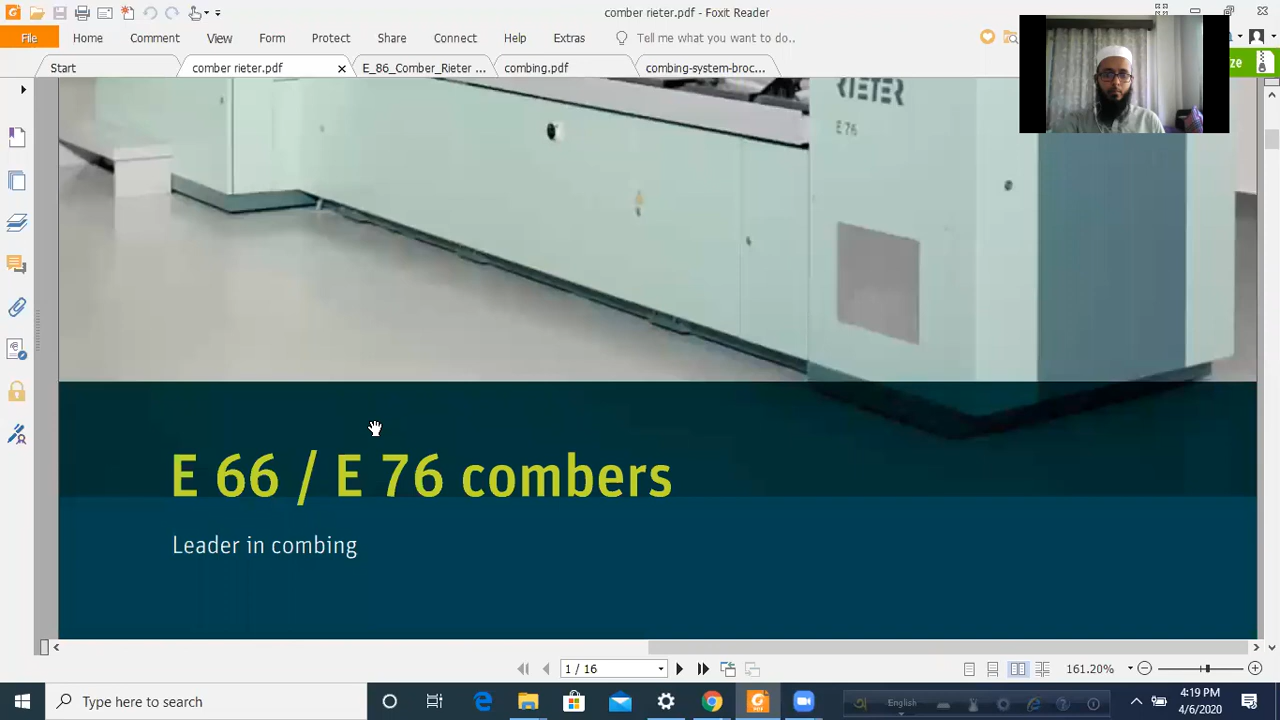 comber rieter.pdf - Foxit Reader
File
Home
Comment
View
Form
Protect
Share
Connect
Help
Extras
Tell me what you want to do..
Start
comber rieter.pdf
E_86_Comber_Rieter ...
combing.pdf
combing-system-broc...
ze
RIETER
E 76
E 66 / E 76 combers
Leader in combing
1 / 16
161.20%
Type here to search
English
4:19 PM
4/6/2020